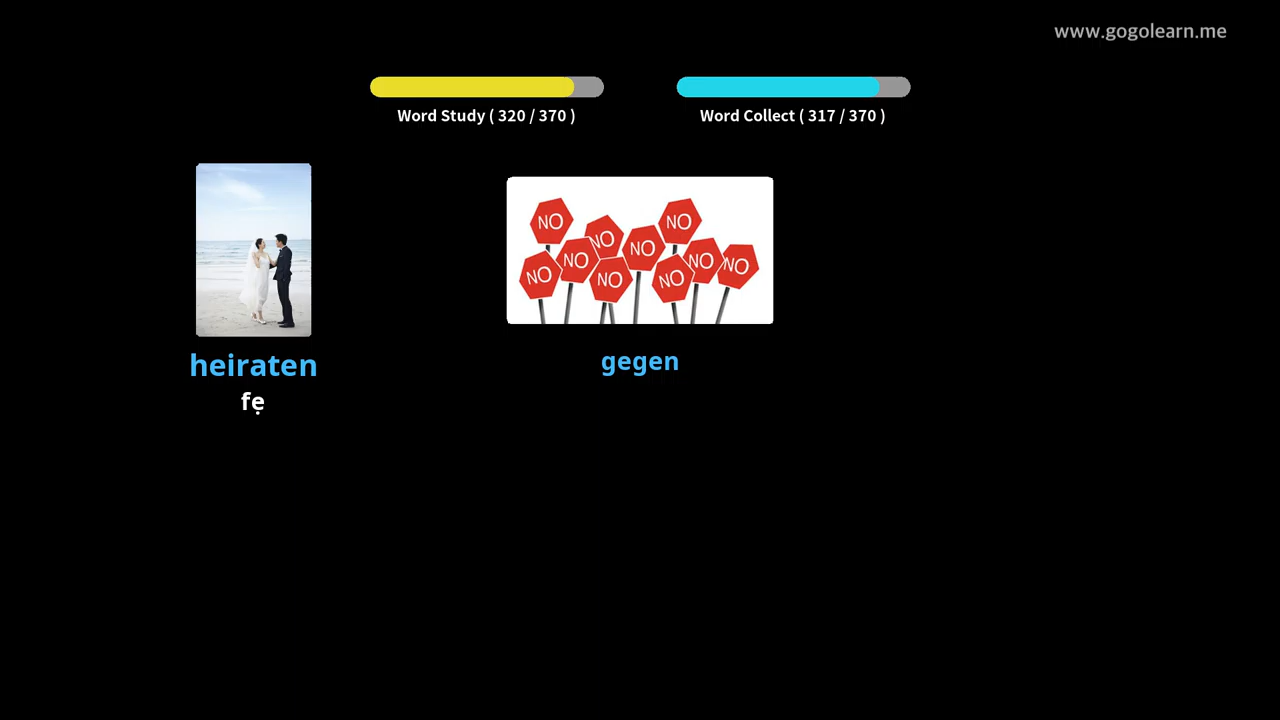 www.gogolearn.me
Word Study ( 320 / 370 )
Word Collect ( 317 / 370 )
NO
NO
NO
NO
NO
NO
NO
NO
NO
NO
heiraten
fẹ
gegen